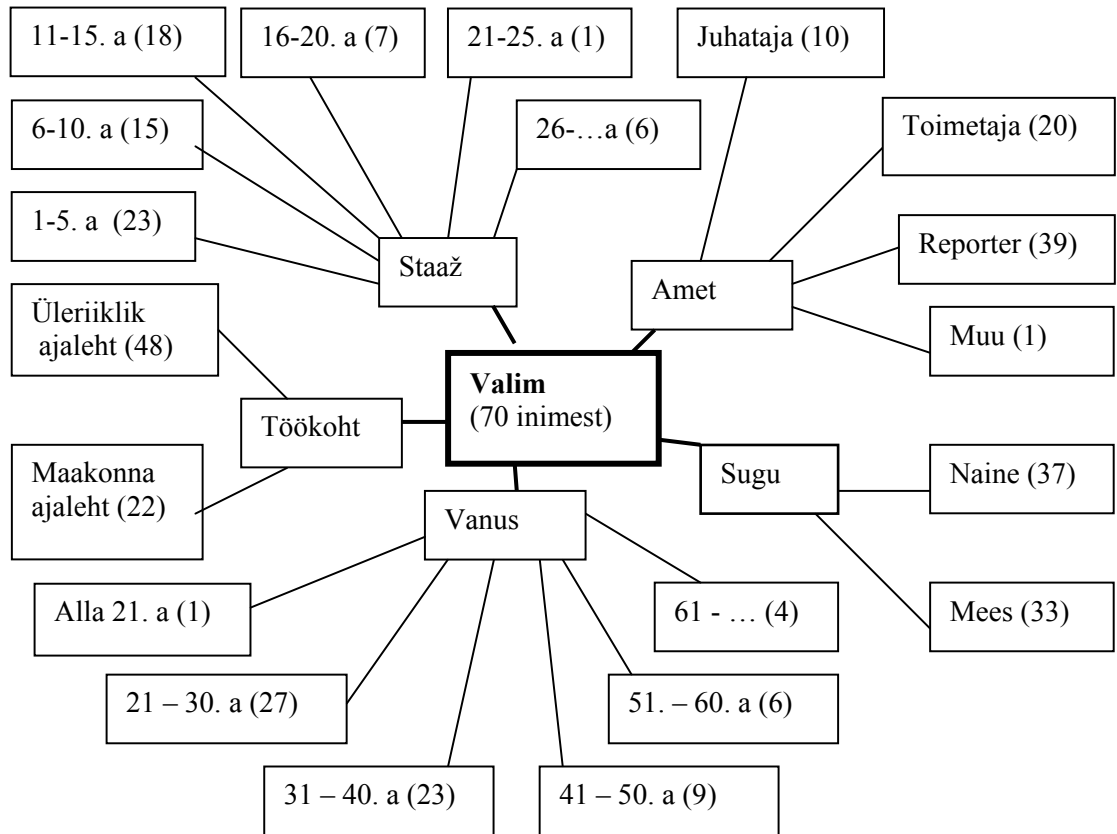 11-15. a (18)
16-20. a (7)
21-25. a (1)
Juhataja (10)
6-10. a (15)
26-…a (6)
Toimetaja (20)
1-5. a  (23)
Staaž
Amet
Reporter (39)
Üleriiklik
ajaleht (48)
Muu (1)
Valim
(70 inimest)
Töökoht
Maakonna
ajaleht (22)
Sugu
Naine (37)
Vanus
Alla 21. a (1)
61 - … (4)
Mees (33)
21 – 30. a (27)
51. – 60. a (6)
31 – 40. a (23)
41 – 50. a (9)